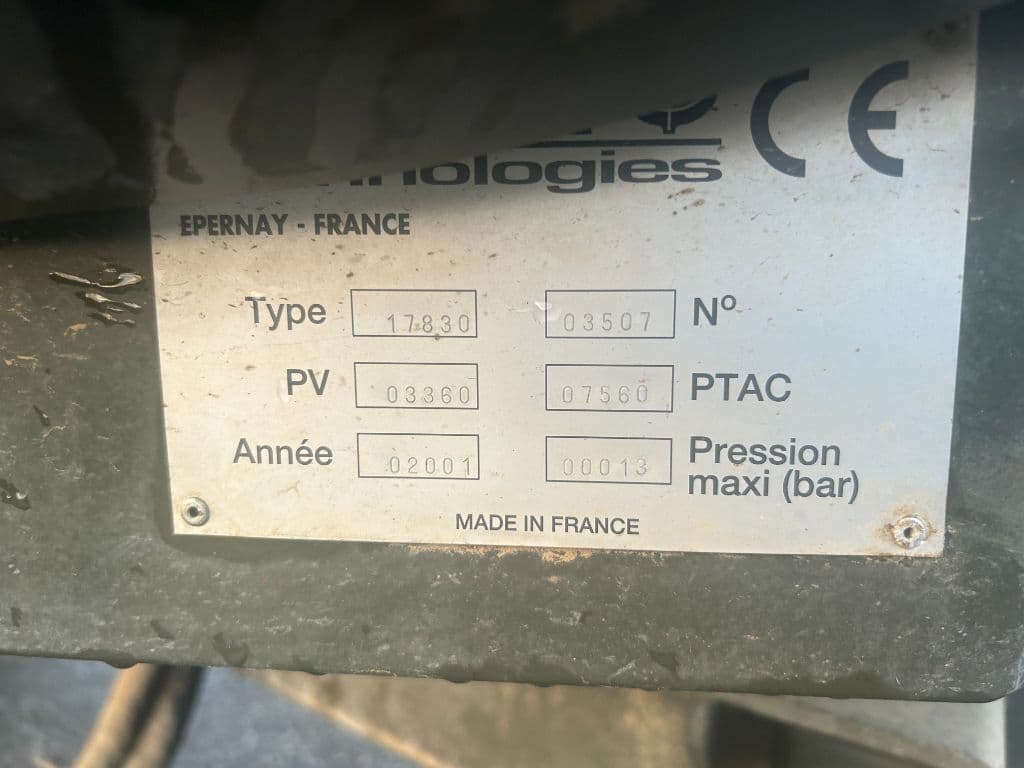 CE
EPERNAY - FRANCE
Type 17830 03507 Nº
PV 03360 07560 PTAC
Année 02001 00013 Pression
maxi (bar)
MADE IN FRANCE